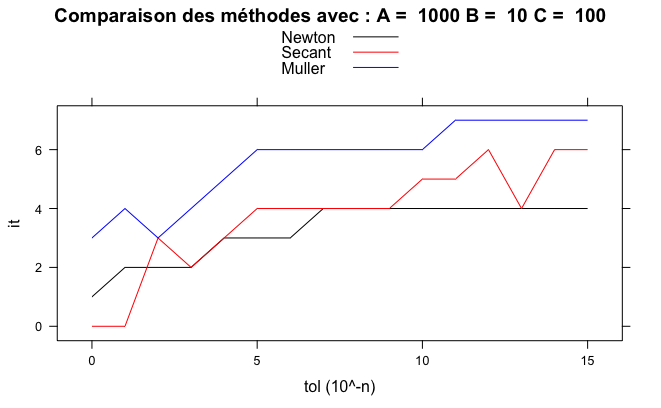 Comparaison des méthodes avec : A =  1000 B =  10 C =  100
Newton
Secant
Muller
6
4
2
0
it
0 5 10 15
tol (10^-n)